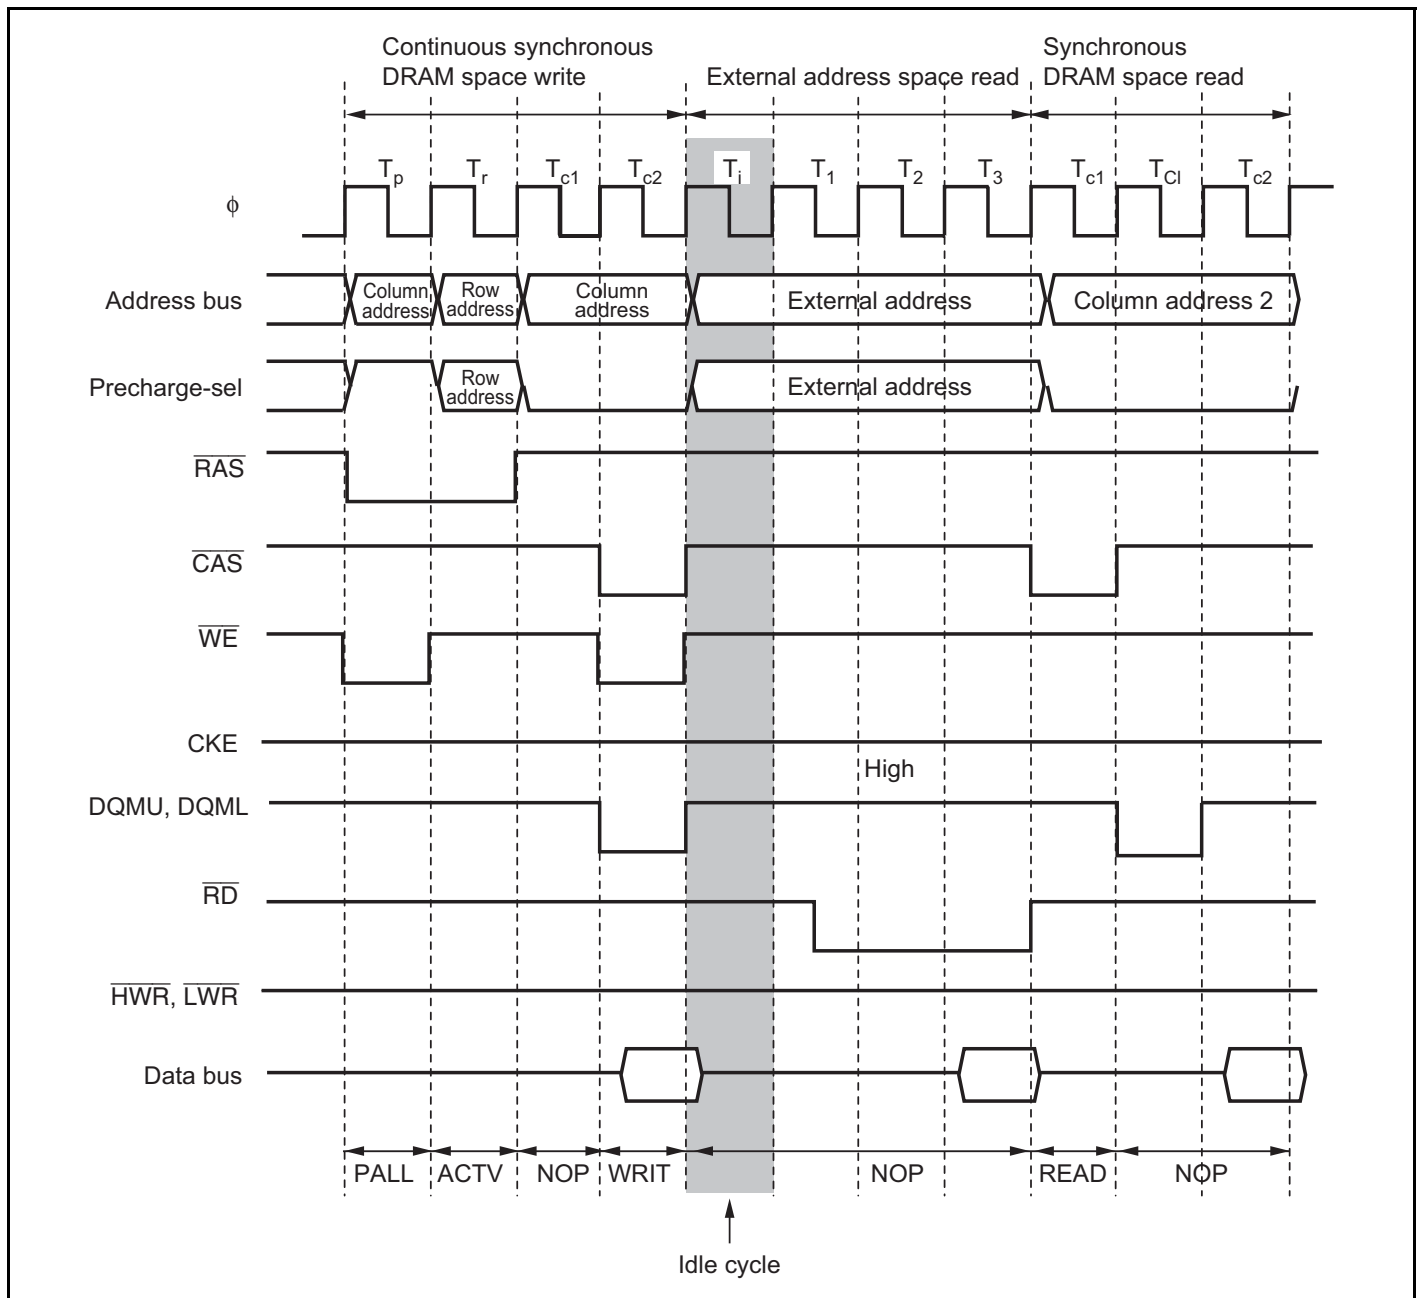 Continuous synchronous
DRAM space write
External address space read
Synchronous
DRAM space read
Tp Tr Tc1 Tc2 Ti T1 T2 T3 Tc1 TCl Tc2
ϕ
Address bus
Column
address
Row
address
Column
address
External address
Column address 2
Precharge-sel
Row
address
External address
RAS
CAS
WE
CKE
High
DQMU, DQML
RD
HWR, LWR
Data bus
PALL ACTV NOP WRIT NOP READ NOP
Idle cycle